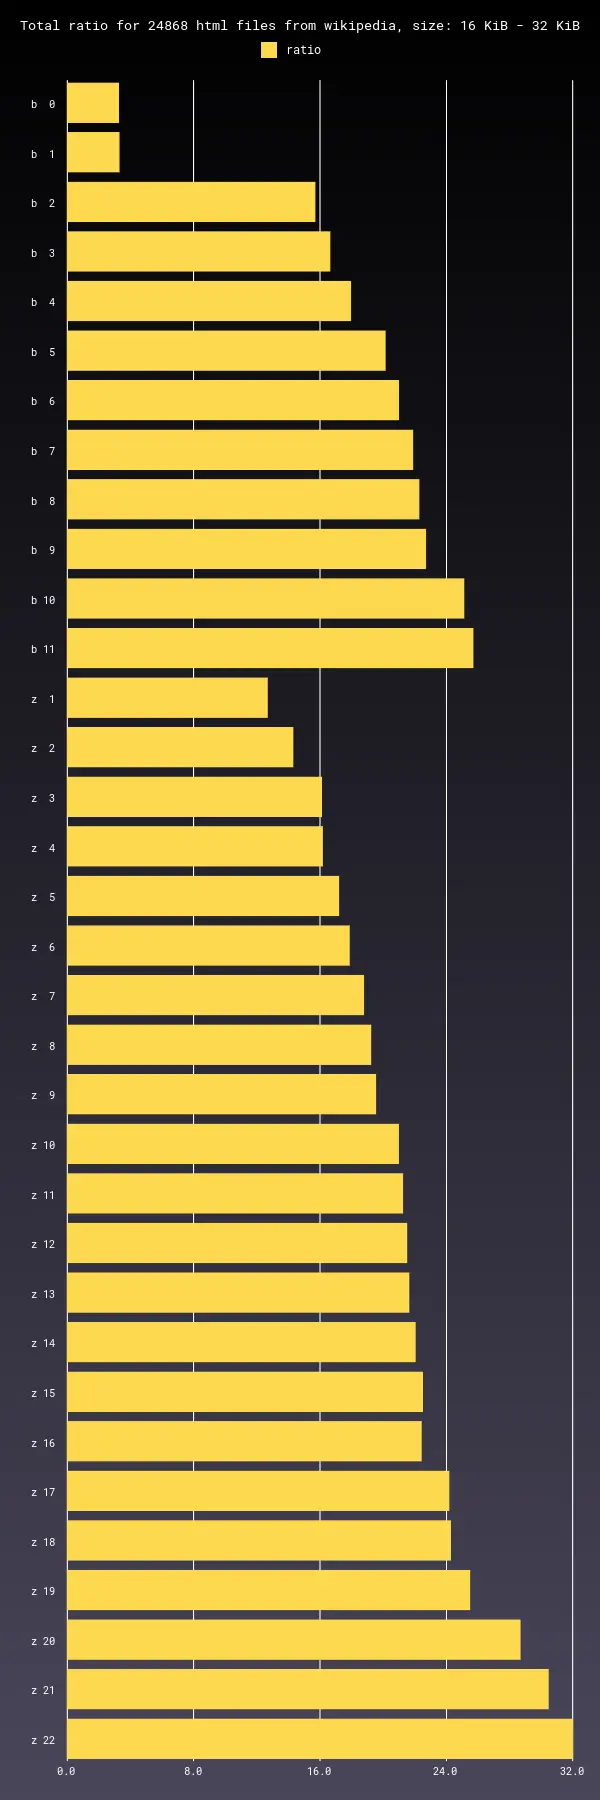 Total ratio for 24868 html files from wikipedia, size: 16 KiB - 32 KiB
ratio
b 0
b 1
b 2
b 3
b 4
b 5
b 6
b 7
b 8
b 9
b 10
b 11
z 1
z 2
z 3
z 4
z 5
z 6
z 7
z 8
z 9
z 10
z 11
z 12
z 13
z 14
z 15
z 16
z 17
z 18
z 19
z 20
z 21
z 22
0.0 8.0 16.0 24.0 32.0